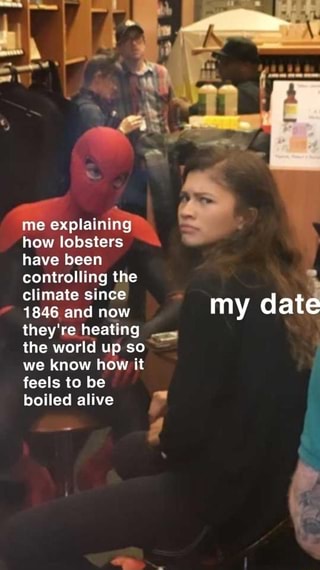 me explaining
how lobsters
have been
controlling the
climate since
1846 and now
they're heating
the world up so
we know how it
feels to be
boiled alive
my date